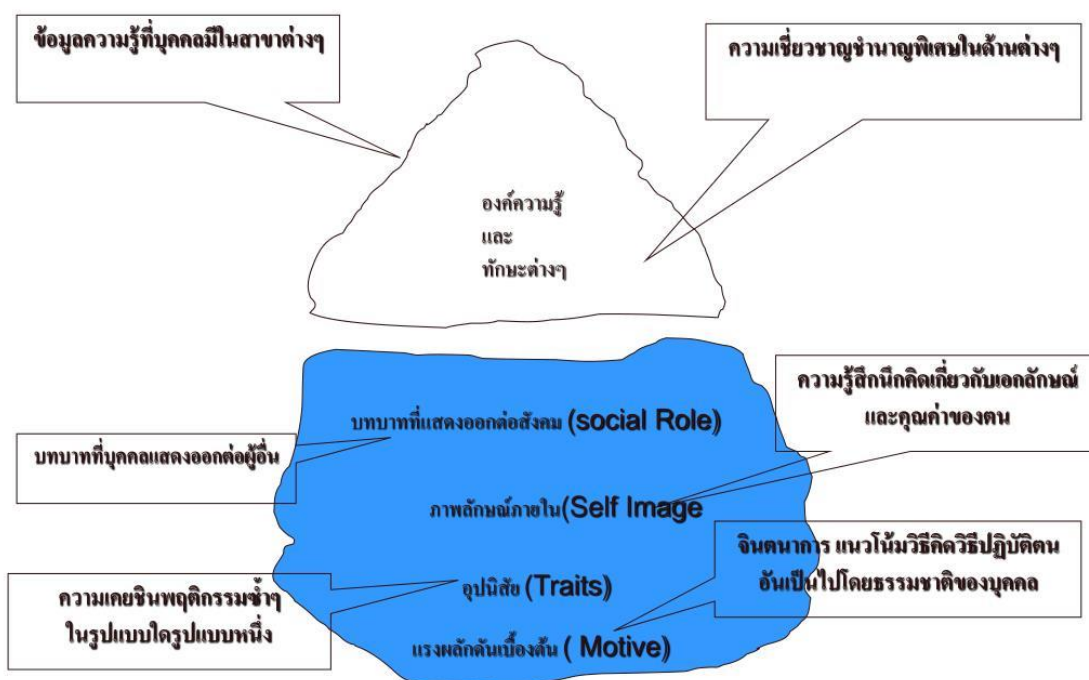 ข้อมูลความรู้ที่บุคคลมีในสาขาต่างๆ
ความเชี่ยวชาญชำนาญพิเศษในด้านต่างๆ
องค์ความรู้
และ
ทักษะต่างๆ
ความรู้สึกนึกคิดเกี่ยวกับเอกลักษณ์
และคุณค่าของตน
บทบาทที่แสดงออกต่อสังคม (social Role)
บทบาทที่บุคคลแสดงออกต่อผู้อื่น
ภาพลักษณ์ภายใน(Self Image
จินตนาการ แนวโน้มวิธีคิดวิธีปฏิบัติตน
อันเป็นไปโดยธรรมชาติของบุคคล
อุปนิสัย (Traits)
ความเคยชินพฤติกรรมซ้ำๆ
ในรูปแบบใดรูปแบบหนึ่ง
แรงผลักดันเบื้องต้น ( Motive)